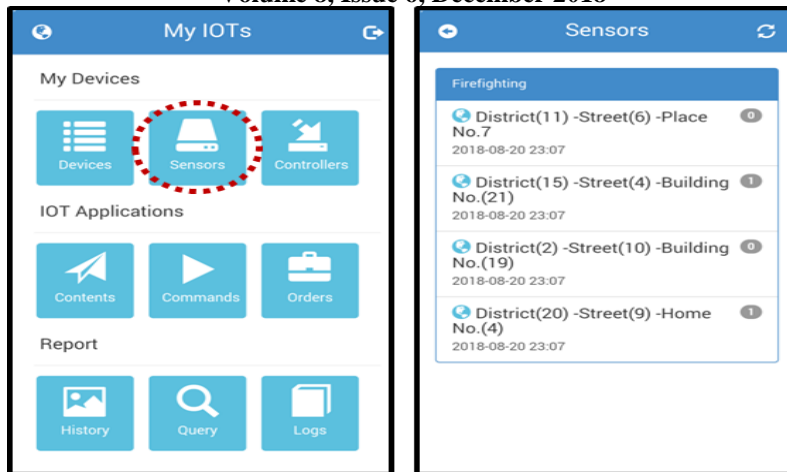 Volume 8, Issue 6, December 2018
My IOTs
My Devices
Devices Sensors Controllers
IOT Applications
Contents Commands Orders
Report
History Query Logs
Sensors
Firefighting
District(11) -Street(6) -Place 0
No.7
2018-08-20 23:07
District(15) -Street(4) -Building 1
No.(21)
2018-08-20 23:07
District(2) -Street(10) -Building 0
No.(19)
2018-08-20 23:07
District(20) -Street(9) -Home 1
No.(4)
2018-08-20 23:07